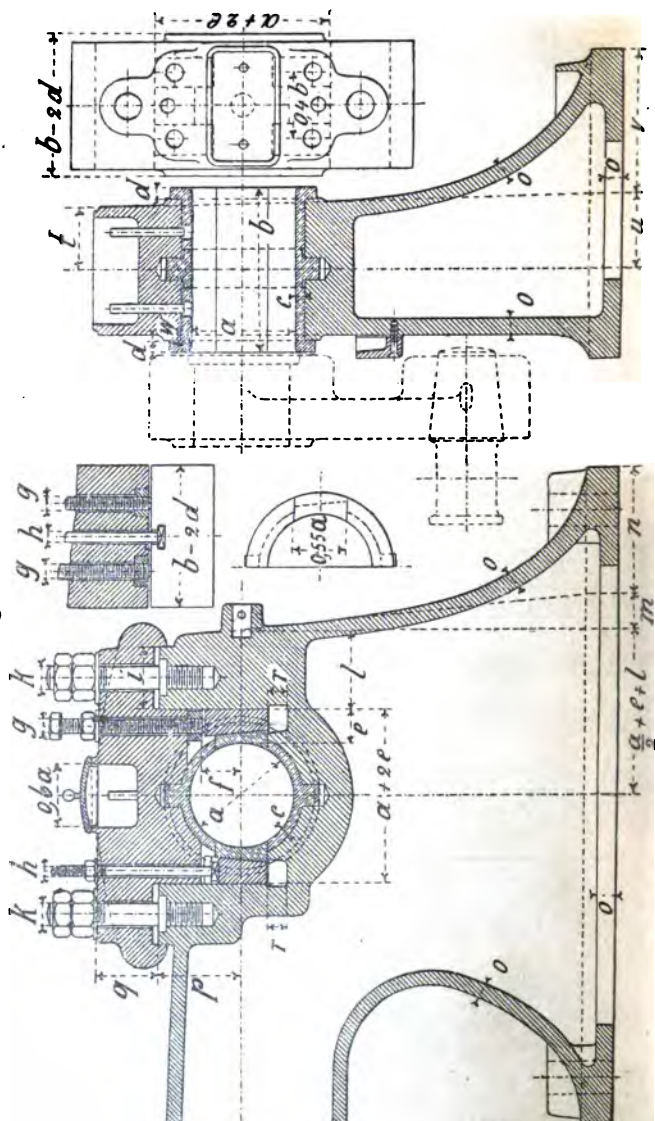 a + 2e
b-2d
0,4b
d
t
v
d
w
a
b
c
o
o
o
u
g
h
g
b-2d
0,55a
k
g
0,6a
h
k
q
p
L
r
l
e
a
f
c
a + 2e
r
o
n
m
a/2 + e + l
o
o